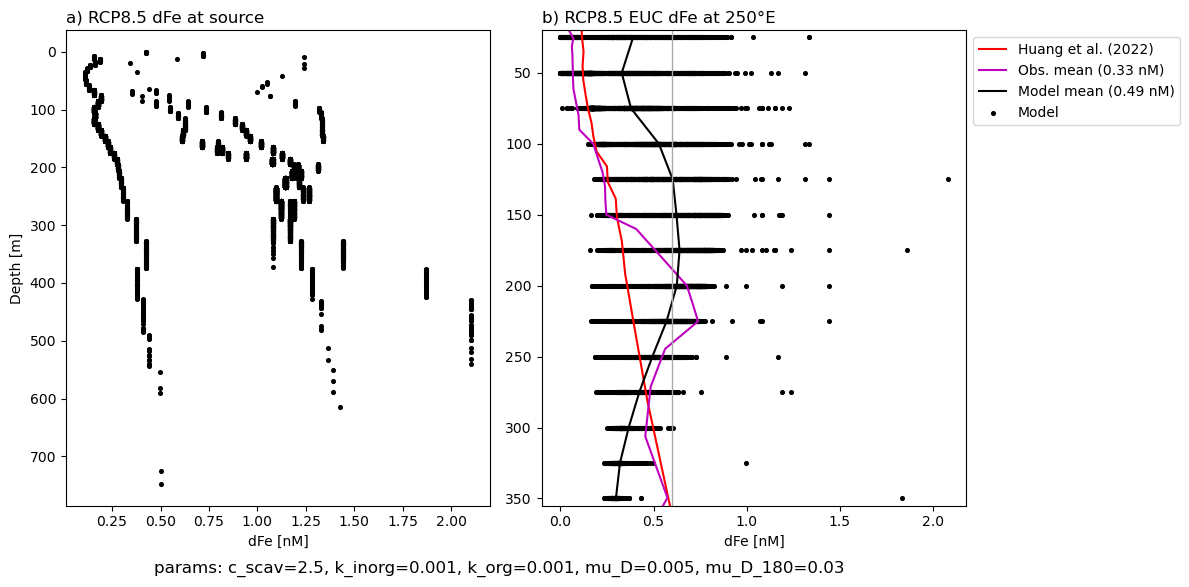 a) RCP8.5 dFe at source
b) RCP8.5 EUC dFe at 250°E
0
100
200
300
400
500
600
700
Depth [m]
0.25 0.50 0.75 1.00 1.25 1.50 1.75 2.00
dFe [nM]
50
100
150
200
250
300
350
0.0 0.5 1.0 1.5 2.0
dFe [nM]
Huang et al. (2022)
Obs. mean (0.33 nM)
Model mean (0.49 nM)
Model
params: c_scav=2.5, k_inorg=0.001, k_org=0.001, mu_D=0.005, mu_D_180=0.03